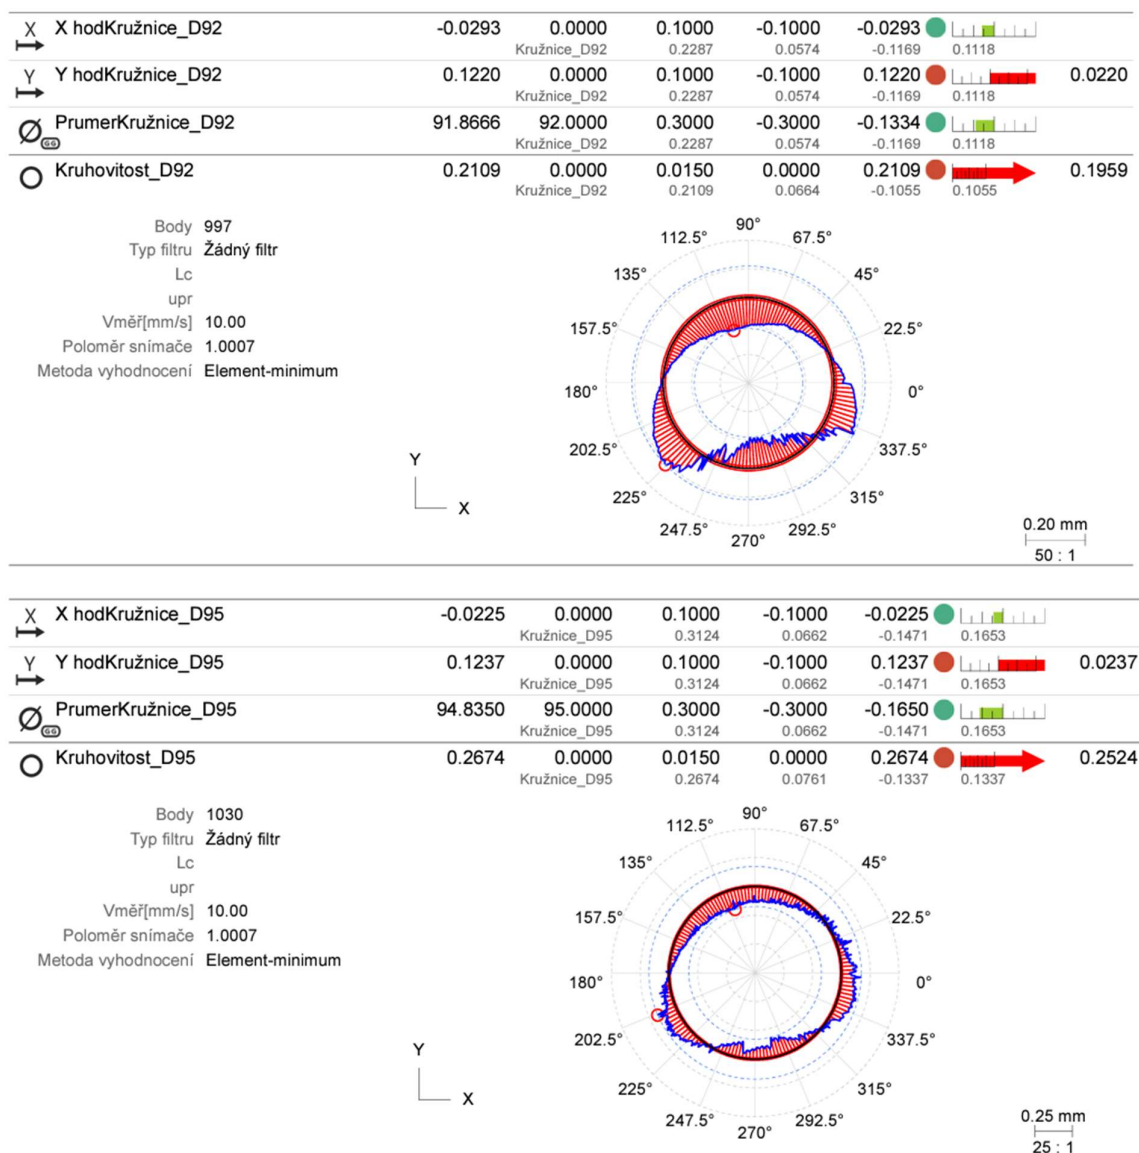 X X hodKružnice_D92 -0.0293 0.0000 0.1000 -0.1000 -0.0293
Kružnice_D92 0.2287 0.0574 -0.1169 0.1118
Y Y hodKružnice_D92 0.1220 0.0000 0.1000 -0.1000 0.1220 0.0220
Kružnice_D92 0.2287 0.0574 -0.1169 0.1118
GG PrumerKružnice_D92 91.8666 92.0000 0.3000 -0.3000 -0.1334
Kružnice_D92 0.2287 0.0574 -0.1169 0.1118
Kruhovitost_D92 0.2109 0.0000 0.0150 0.0000 0.2109 0.1959
Kružnice_D92 0.2109 0.0664 -0.1055 0.1055
Body 997
Typ filtru Žádný filtr
Lc
upr
Vměř[mm/s] 10.00
Poloměr snímače 1.0007
Metoda vyhodnocení Element-minimum
90°
112.5° 67.5°
135° 45°
157.5° 22.5°
180° 0°
202.5° 337.5°
225° 315°
247.5° 292.5°
270°
Y
X
0.20 mm
50 : 1
X X hodKružnice_D95 -0.0225 0.0000 0.1000 -0.1000 -0.0225
Kružnice_D95 0.3124 0.0662 -0.1471 0.1653
Y Y hodKružnice_D95 0.1237 0.0000 0.1000 -0.1000 0.1237 0.0237
Kružnice_D95 0.3124 0.0662 -0.1471 0.1653
GG PrumerKružnice_D95 94.8350 95.0000 0.3000 -0.3000 -0.1650
Kružnice_D95 0.3124 0.0662 -0.1471 0.1653
Kruhovitost_D95 0.2674 0.0000 0.0150 0.0000 0.2674 0.2524
Kružnice_D95 0.2674 0.0761 -0.1337 0.1337
Body 1030
Typ filtru Žádný filtr
Lc
upr
Vměř[mm/s] 10.00
Poloměr snímače 1.0007
Metoda vyhodnocení Element-minimum
90°
112.5° 67.5°
135° 45°
157.5° 22.5°
180° 0°
202.5° 337.5°
225° 315°
247.5° 292.5°
270°
Y
X
0.25 mm
25 : 1